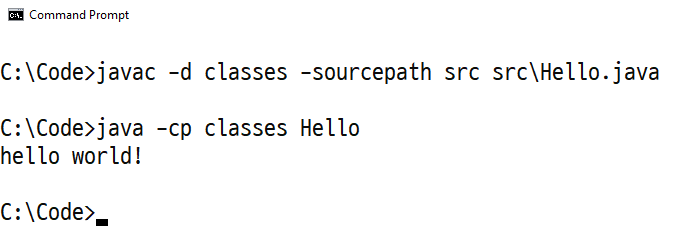 Command Prompt
C:\Code>javac -d classes -sourcepath src src\Hello.java
C:\Code>java -cp classes Hello
hello world!
C:\Code>